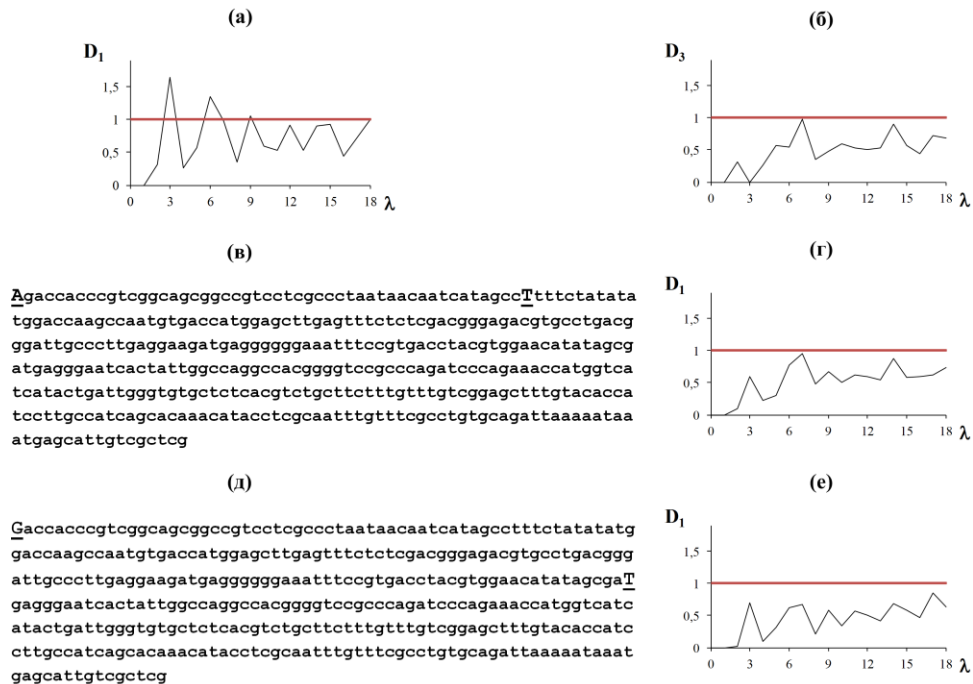 (а)
D1
1,5
1
0,5
0
0 3 6 9 12 15 18 λ
(б)
D3
1,5
1
0,5
0
0 3 6 9 12 15 18 λ
(в)
AgaccacccgtcggcagcggccgtcctcgccctaataacaatcatagccTtttctatata
tggaccaagccaatgtgaccatggagcttgagtttctctcgacgggagacgtgcctgacg
ggattgcccttgaggaagatgaggggggaaatttccgtgacctacgtggaacatatagcg
atgagggaatcactattggccaggccacggggtccgcccagatcccagaaaccatggtca
tcatactgattgggtgtgctctcacgtctgcttctttgtttgtcggagctttgtacaccatc
tccttgccatcagcacaaacatacctcgcaatttgtttcgcctgtgcagattaaaaataa
atgagcattgtcgctcg
(г)
D1
1,5
1
0,5
0
0 3 6 9 12 15 18 λ
(д)
Gaccacccgtcggcagcggccgtcctcgccctaataacaatcatagcctttctatatatg
gaccaagccaatgtgaccatggagcttgagtttctctcgacgggagacgtgcctgacggg
attgcccttgaggaagatgaggggggaaatttccgtgacctacgtggaacatatagcgaT
gagggaatcactattggccaggccacggggtccgcccagatcccagaaaccatggtcatc
atactgattgggtgtgctctcacgtctgcttctttgtttgtcggagctttgtacaccatc
cttgccatcagcacaaacatacctcgcaatttgtttcgcctgtgcagattaaaaataaat
gagcattgtcgctcg
(е)
D1
1,5
1
0,5
0
0 3 6 9 12 15 18 λ